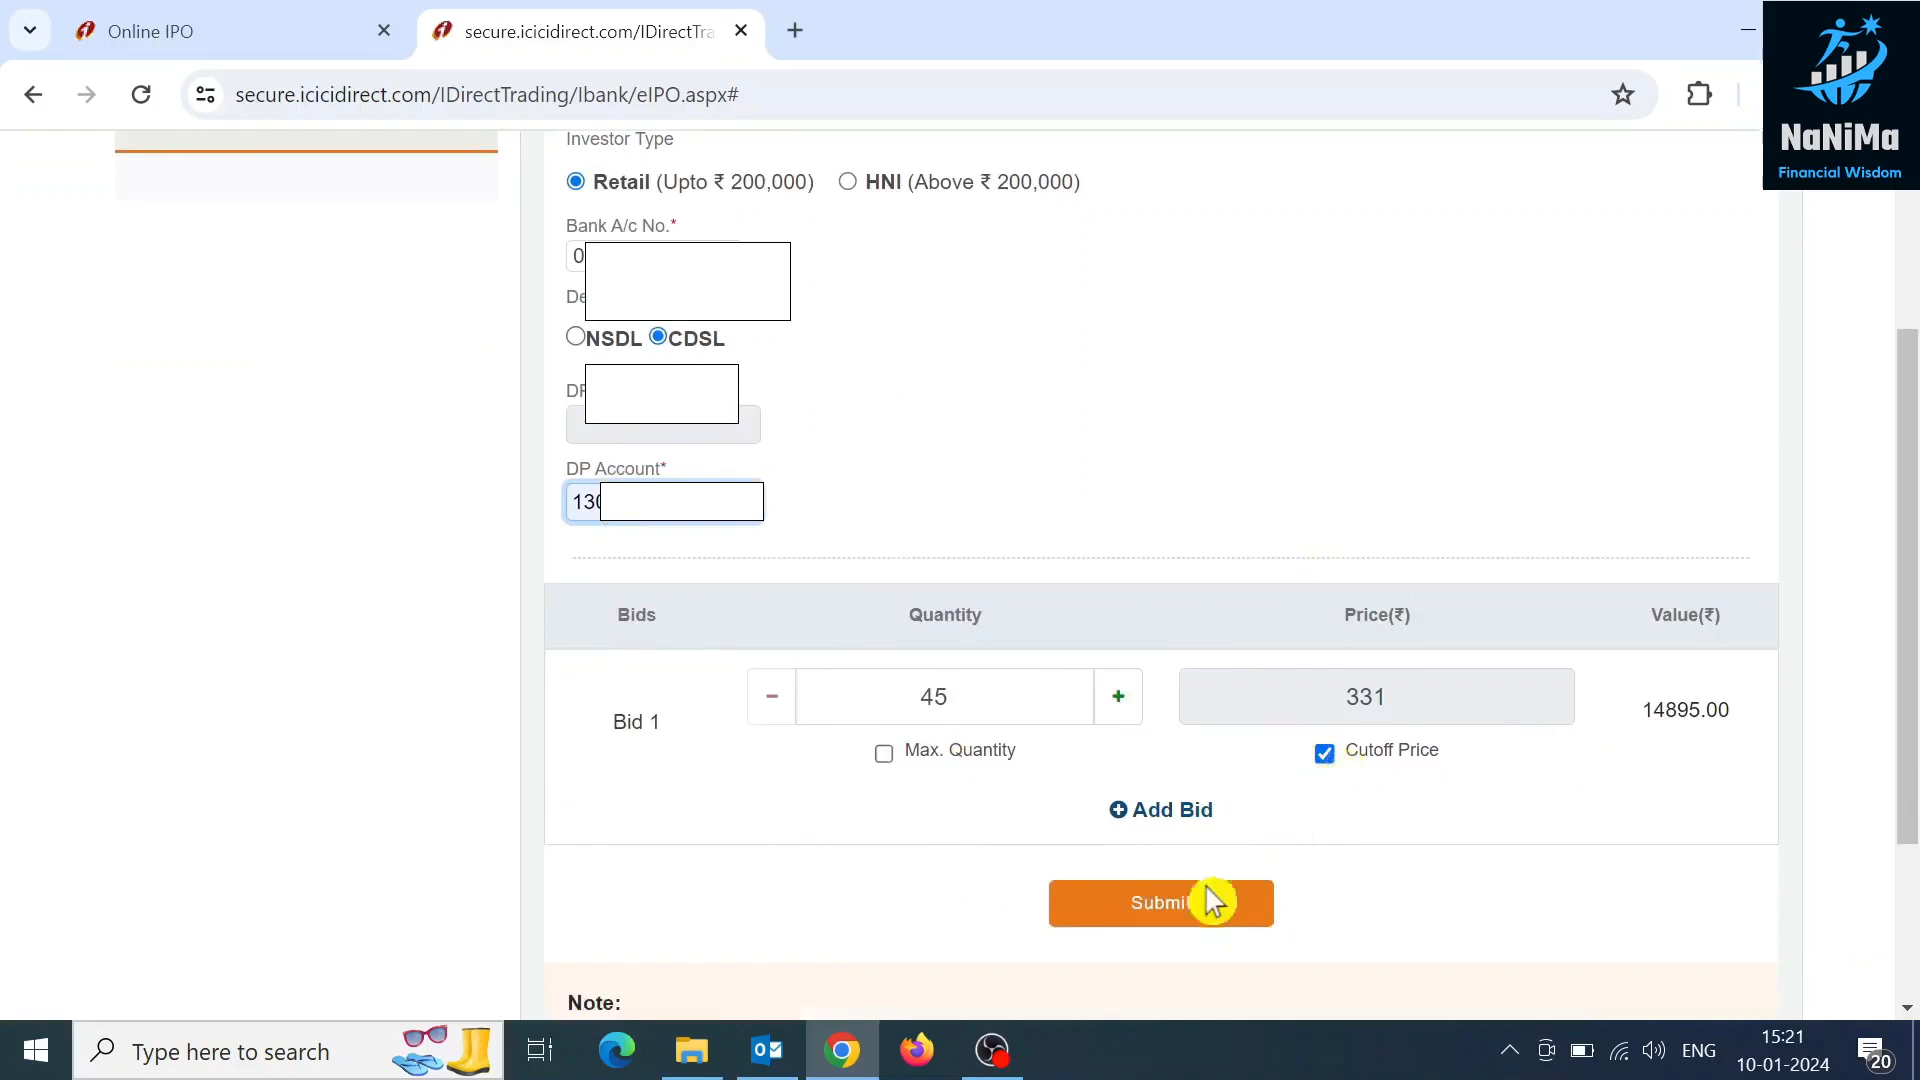 Online IPO
secure.icicidirect.com/IDirectTra
secure.icicidirect.com/IDirectTrading/Ibank/eIPO.aspx#
NaNiMa
Financial Wisdom
Investor Type
Retail (Upto ₹ 200,000) HNI (Above ₹ 200,000)
Bank A/c No.*
0
De
NSDL CDSL
DP
DP Account*
130
Bids Quantity Price(₹) Value(₹)
Bid 1 − 45 + 331 14895.00
Max. Quantity Cutoff Price
Add Bid
Submit
Note:
Type here to search
ENG
15:21
10-01-2024
20